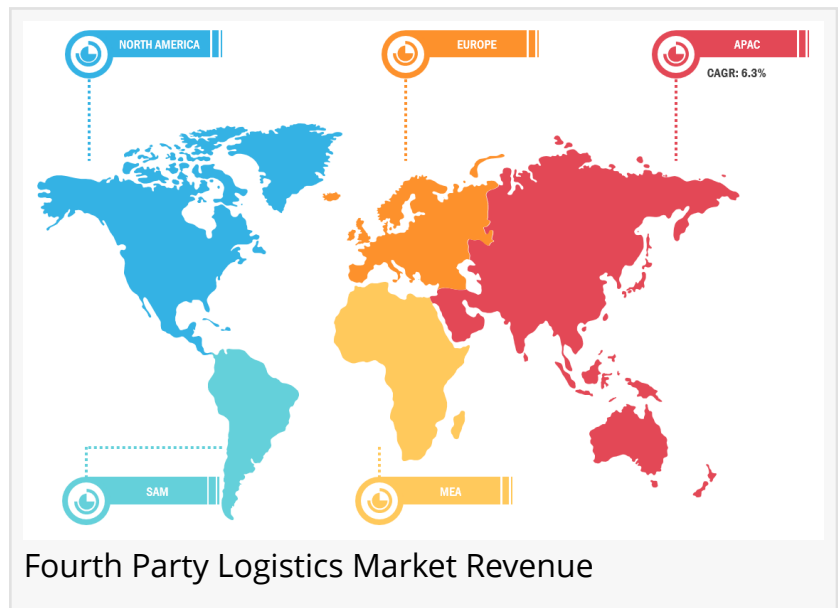 NORTH AMERICA
EUROPE
APAC
CAGR: 6.3%
SAM
MEA
Fourth Party Logistics Market Revenue